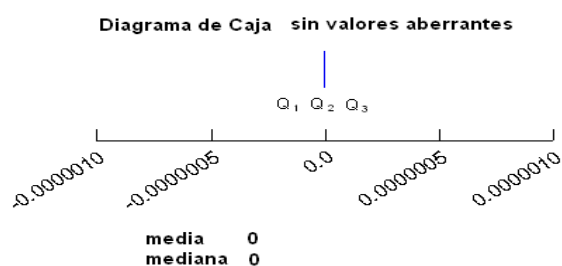 Diagrama de Caja sin valores aberrantes
Q₁ Q₂ Q₃
-0.0000010 -0.0000005 0.0 0.0000005 0.0000010
media 0
mediana 0